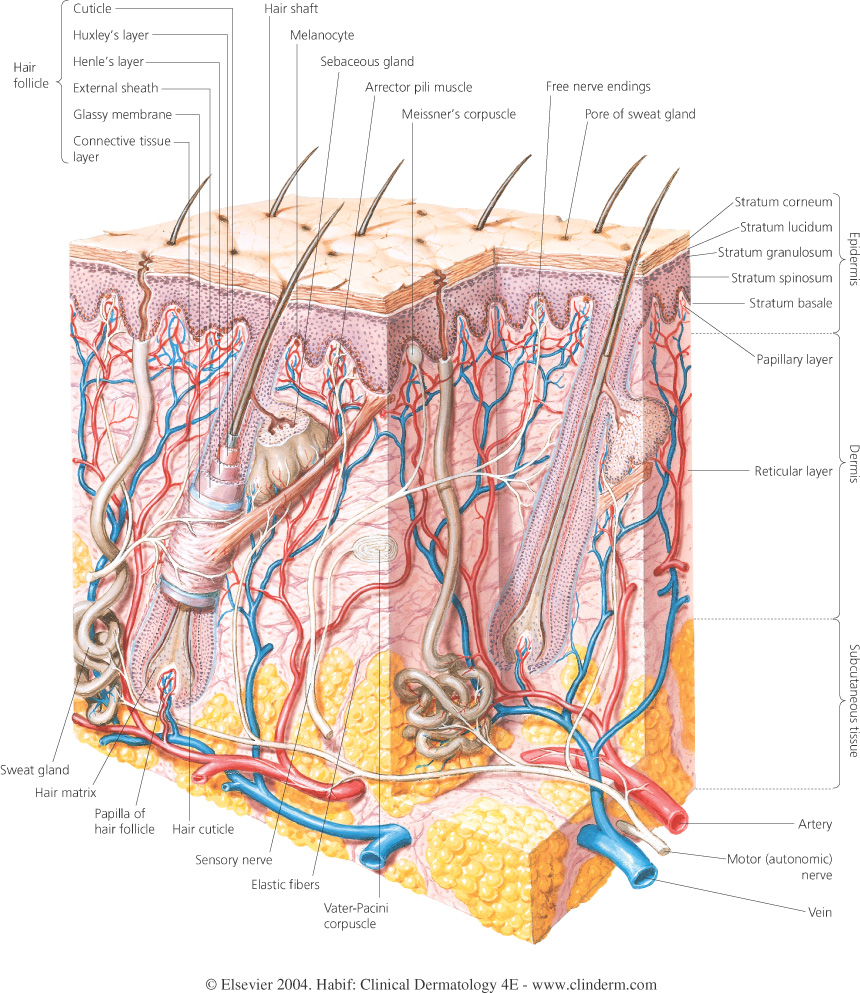 Hair
follicle
Cuticle
Huxley's layer
Henle's layer
External sheath
Glassy membrane
Connective tissue
layer
Hair shaft
Melanocyte
Sebaceous gland
Arrector pili muscle
Meissner's corpuscle
Free nerve endings
Pore of sweat gland
Stratum corneum
Stratum lucidum
Stratum granulosum
Stratum spinosum
Stratum basale
Epidermis
Papillary layer
Reticular layer
Dermis
Subcutaneous tissue
Sweat gland
Hair matrix
Papilla of
hair follicle
Hair cuticle
Sensory nerve
Elastic fibers
Vater-Pacini
corpuscle
Artery
Motor (autonomic)
nerve
Vein
© Elsevier 2004. Habif: Clinical Dermatology 4E - www.clinderm.com